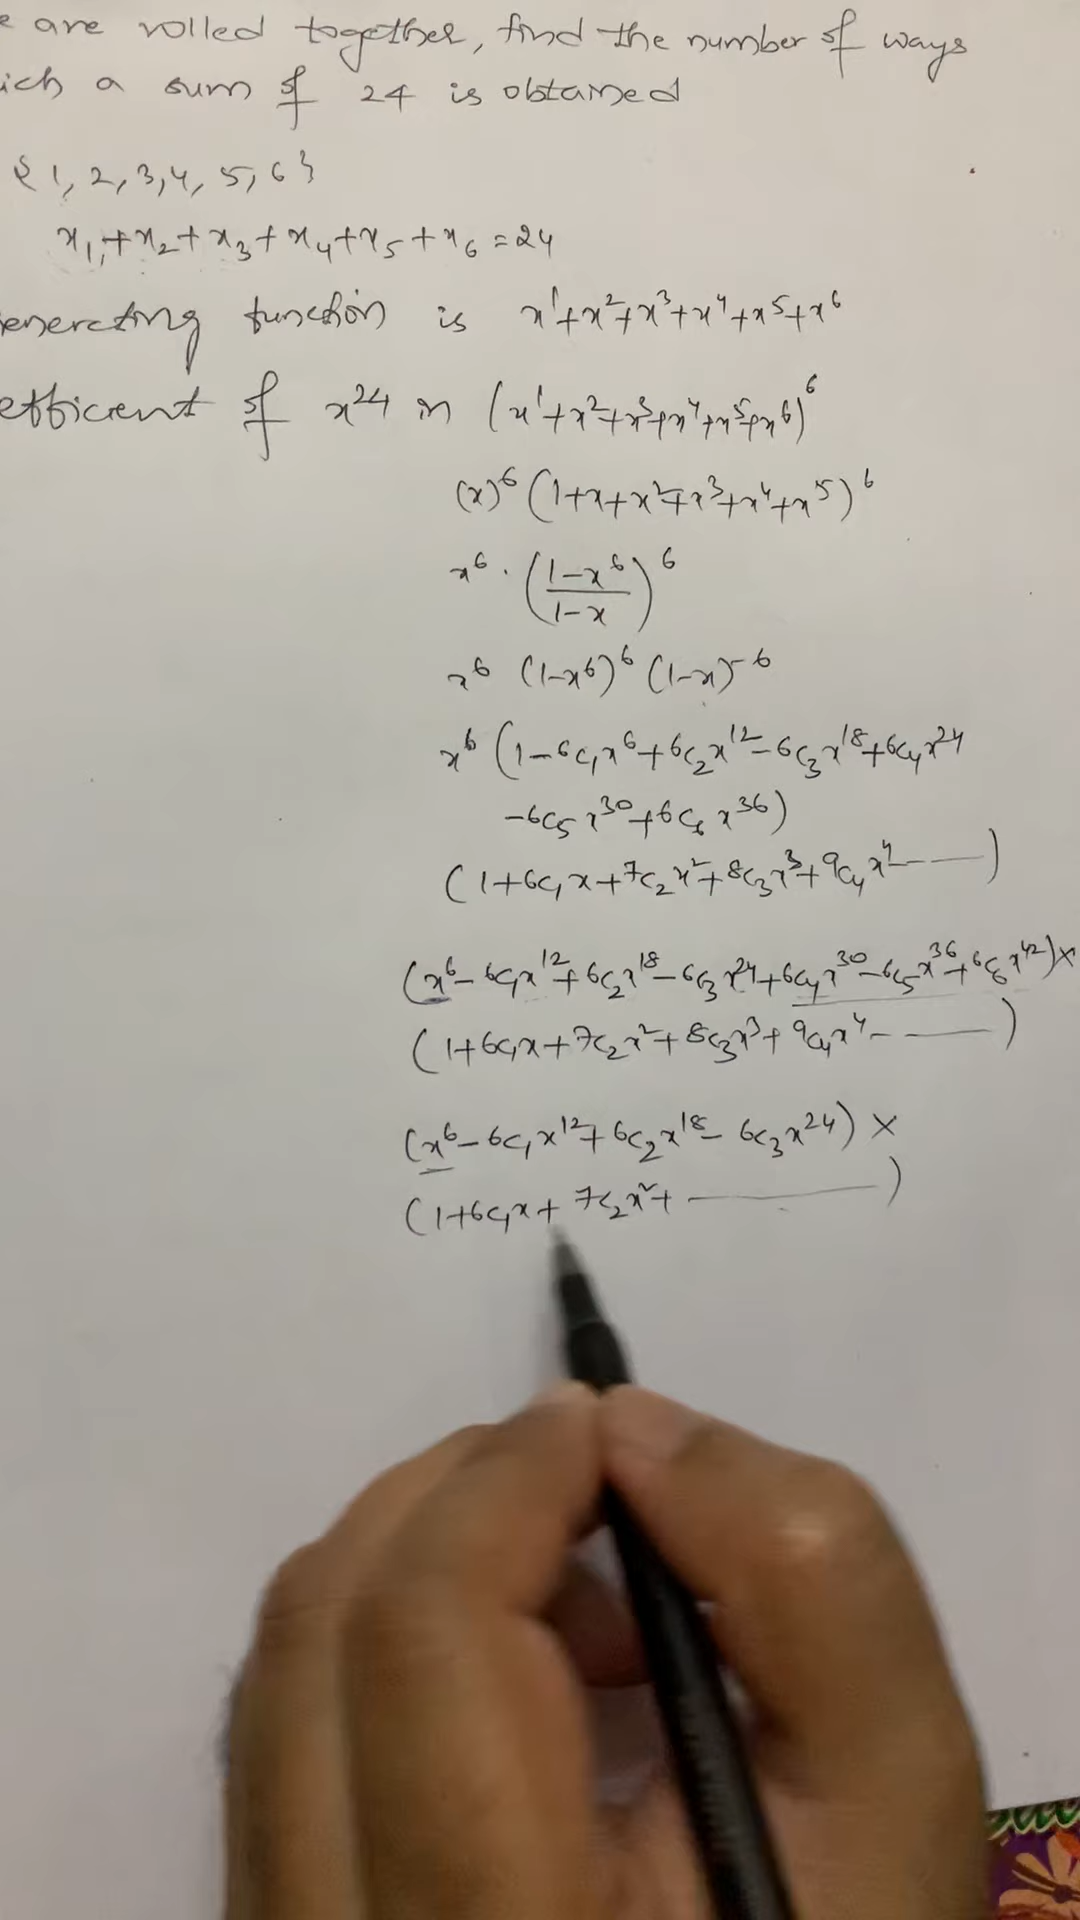 are rolled together, find the number of ways
a sum of 24 is obtained
{1, 2, 3, 4, 5, 6}
x₁+x₂+x₃+x₄+x₅+x₆=24
function is x¹+x²+x³+x⁴+x⁵+x⁶
of x²⁴ in (x¹+x²+x³+x⁴+x⁵+x⁶)⁶
(x)⁶ (1+x+x²+x³+x⁴+x⁵)⁶
x⁶ · ((1-x⁶)/(1-x))⁶
x⁶ (1-x⁶)⁶ (1-x)⁻⁶
x⁶ (1-6c₁x⁶+6c₂x¹²-6c₃x¹⁸+6c₄x²⁴
-6c₅x³⁰+6c₆x³⁶)
(1+6c₁x+7c₂x²+8c₃x³+9c₄x⁴-----)
(x⁶-6c₁x¹²+6c₂x¹⁸-6c₃x²⁴+6c₄x³⁰-6c₅x³⁶+6c₆x⁴²)×
(1+6c₁x+7c₂x²+8c₃x³+9c₄x⁴-----)
(x⁶-6c₁x¹²+6c₂x¹⁸-6c₃x²⁴)×
(1+6c₁x+7c₂x²+-----)